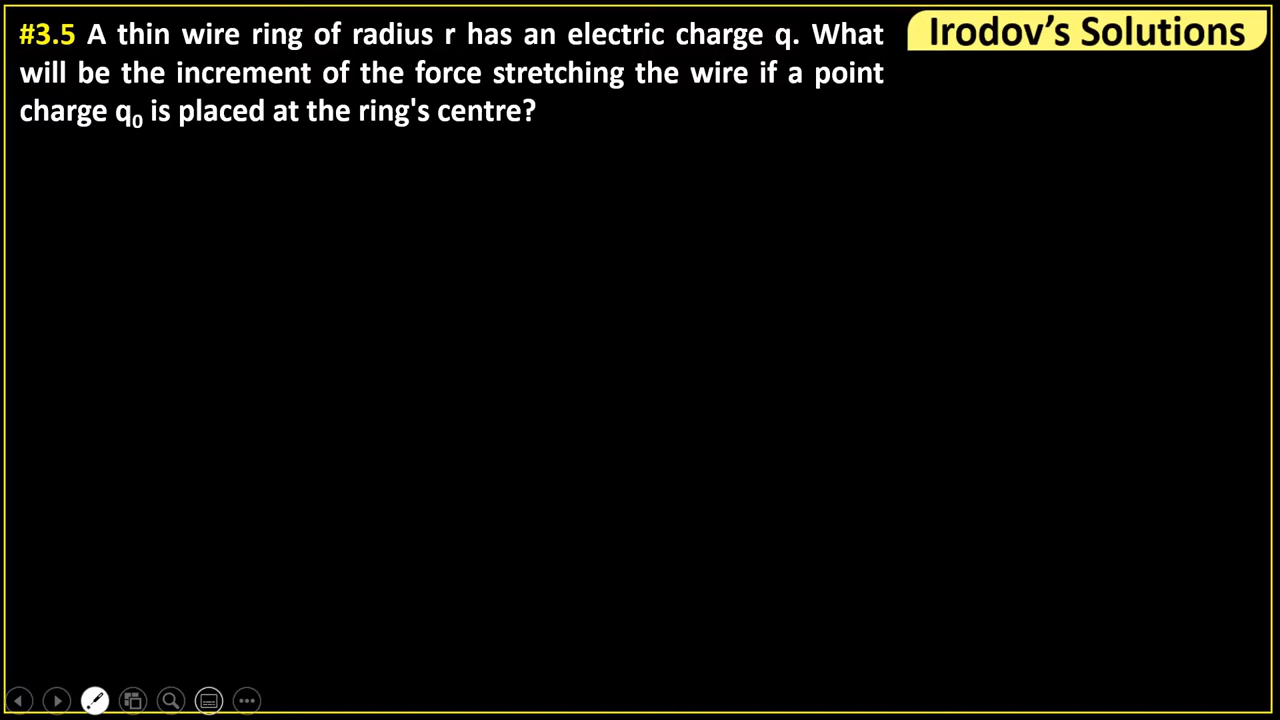 #3.5 A thin wire ring of radius r has an electric charge q. What
will be the increment of the force stretching the wire if a point
charge q₀ is placed at the ring's centre?
Irodov’s Solutions